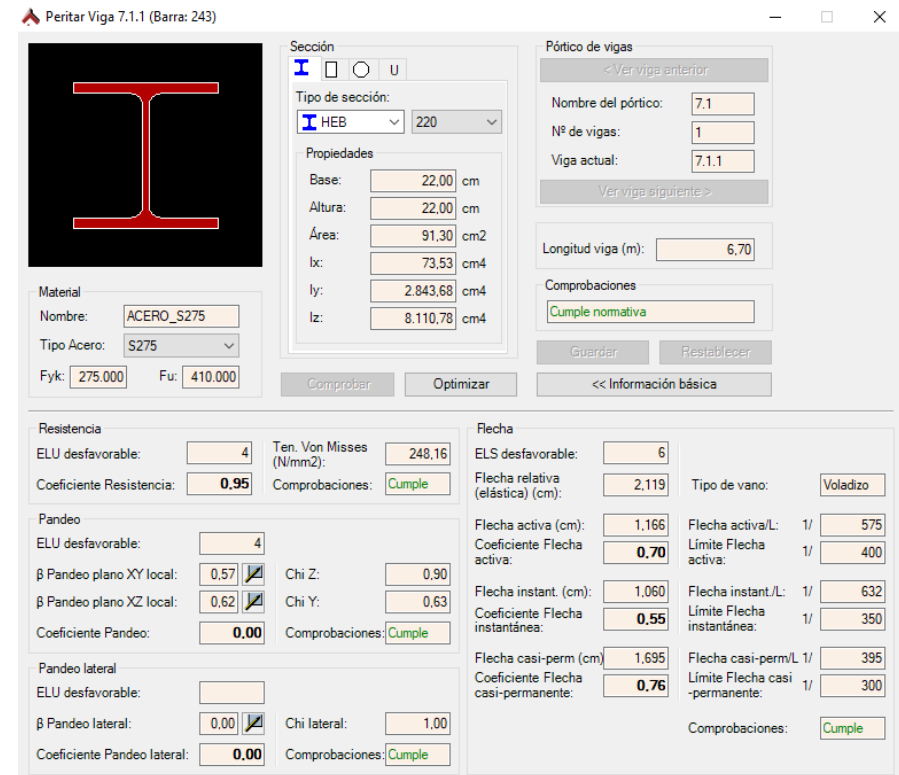 Peritar Viga 7.1.1 (Barra: 243)
Sección
U
Tipo de sección:
HEB 220
Propiedades
Base: 22,00 cm
Altura: 22,00 cm
Área: 91,30 cm2
Ix: 73,53 cm4
Iy: 2.843,68 cm4
Iz: 8.110,78 cm4
Pórtico de vigas
< Ver viga anterior
Nombre del pórtico: 7.1
Nº de vigas: 1
Viga actual: 7.1.1
Ver viga siguiente >
Longitud viga (m): 6,70
Material
Nombre: ACERO_S275
Tipo Acero: S275
Fyk: 275.000 Fu: 410.000
Comprobaciones
Cumple normativa
Guardar Restablecer
Comprobar Optimizar << Información básica
Resistencia
ELU desfavorable: 4
Ten. Von Misses (N/mm2): 248,16
Coeficiente Resistencia: 0,95
Comprobaciones: Cumple
Pandeo
ELU desfavorable: 4
β Pandeo plano XY local: 0,57 Chi Z: 0,90
β Pandeo plano XZ local: 0,62 Chi Y: 0,63
Coeficiente Pandeo: 0,00 Comprobaciones: Cumple
Pandeo lateral
ELU desfavorable:
β Pandeo lateral: 0,00 Chi lateral: 1,00
Coeficiente Pandeo lateral: 0,00 Comprobaciones: Cumple
Flecha
ELS desfavorable: 6
Flecha relativa (elástica) (cm): 2,119 Tipo de vano: Voladizo
Flecha activa (cm): 1,166 Flecha activa/L: 1/ 575
Coeficiente Flecha activa: 0,70 Límite Flecha activa: 1/ 400
Flecha instant. (cm): 1,060 Flecha instant./L: 1/ 632
Coeficiente Flecha instantánea: 0,55 Límite Flecha instantánea: 1/ 350
Flecha casi-perm (cm) 1,695 Flecha casi-perm/L 1/ 395
Coeficiente Flecha casi-permanente: 0,76 Límite Flecha casi -permanente: 1/ 300
Comprobaciones: Cumple